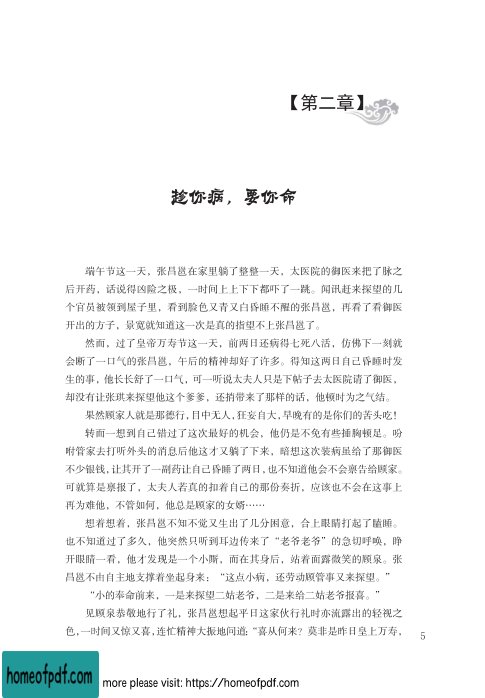 【第二章】
趁你病，要你命
端午节这一天，张昌邕在家里躺了整整一天，太医院的御医来把了脉之
后开药，话说得凶险之极，一时间上上下下都吓了一跳。闻讯赶来探望的几
个官员被领到屋子里，看到脸色又青又白昏睡不醒的张昌邕，再看了看御医
开出的方子，景宽就知道这一次是真的指望不上张昌邕了。
然而，过了皇帝万寿节这一天，前两日还病得七死八活，仿佛下一刻就
会断了一口气的张昌邕，午后的精神却好了许多。得知这两日自己昏睡时发
生的事，他长长舒了一口气，可一听说太夫人只是下帖子去太医院请了御医，
却没有让张琪来探望他这个爹爹，还捎带来了那样的话，他顿时为之气结。
果然顾家人就是那德行，目中无人，狂妄自大，早晚有的是你们的苦头吃！
转而一想到自己错过了这次最好的机会，他仍是不免有些捶胸顿足。吩
咐管家去打听外头的消息后他这才又躺了下来，暗想这次装病虽给了那御医
不少银钱，让其开了一副药让自己昏睡了两日，也不知道他会不会禀告给顾家。
可就算是禀报了，太夫人若真的扣着自己的那份奏折，应该也不会在这事上
再为难他，不管如何，他总是顾家的女婿……
想着想着，张昌邕不知不觉又生出了几分困意，合上眼睛打起了瞌睡。
也不知道过了多久，他突然只听到耳边传来了“老爷老爷”的急切呼唤，睁
开眼睛一看，他才发现是一个小厮，而在其身后，站着面露微笑的顾泉。张
昌邕不由自主地支撑着坐起身来：“这点小病，还劳动顾管事又来探望。”
“小的奉命前来，一是来探望二姑老爷，二是来给二姑老爷报喜。”
见顾泉恭敬地行了礼，张昌邕想起平日这家伙行礼时亦流露出的轻视之
色，一时间又惊又喜，连忙精神大振地问道：“喜从何来？莫非是昨日皇上万寿，
5
homeofpdf.com
more please visit: https://homeofpdf.com